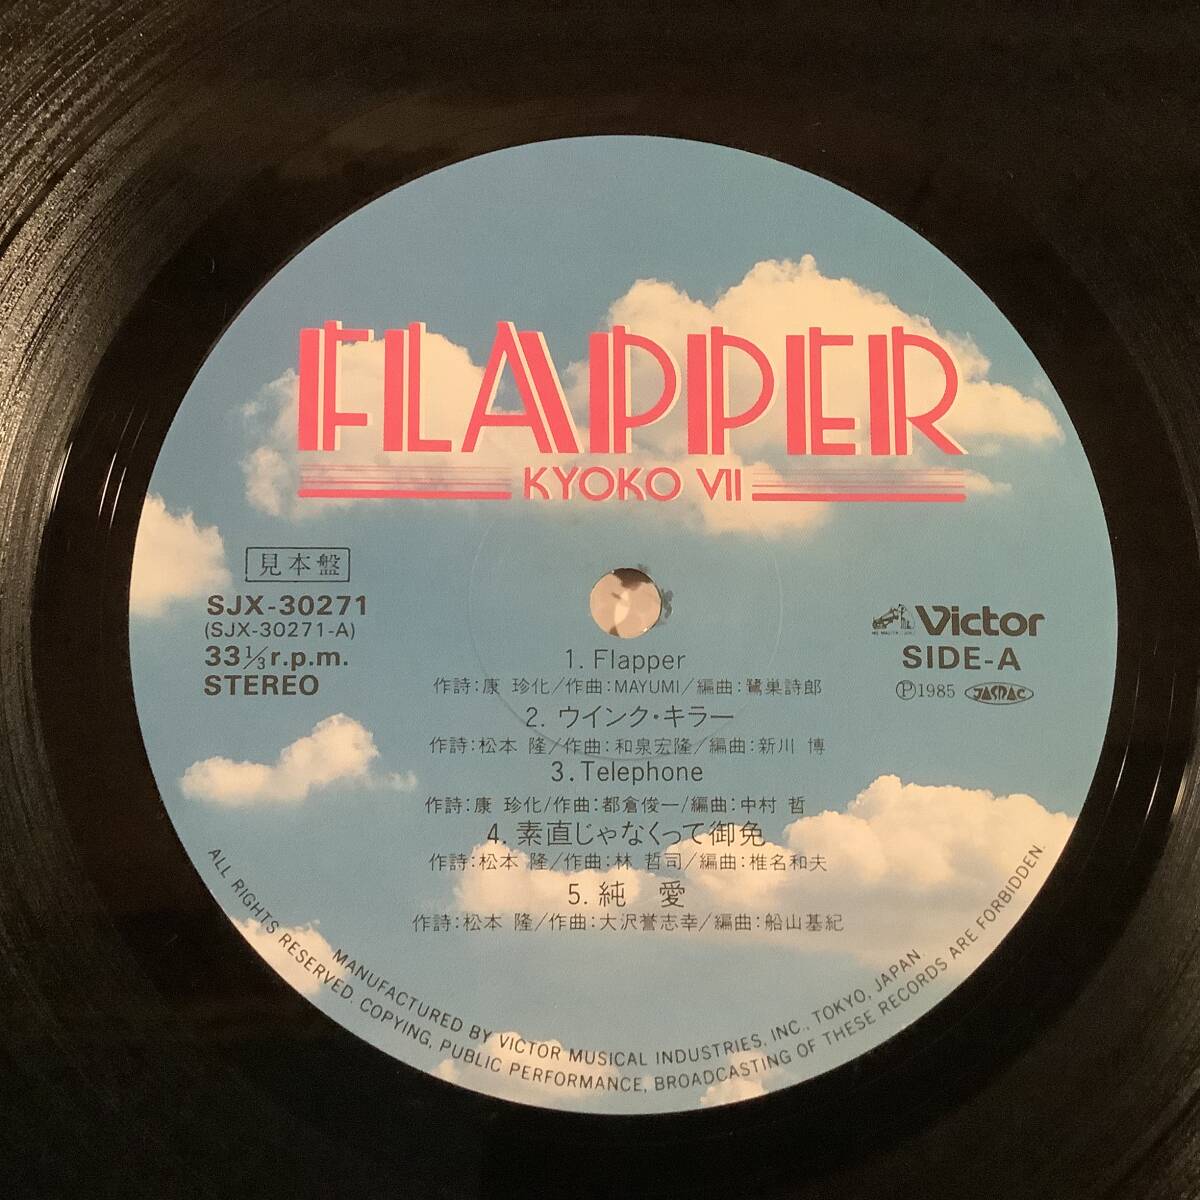 FLAPPER
KYOKO VII
見本盤
SJX-30271
(SJX-30271-A)
33⅓r.p.m.
STEREO
Victor
SIDE-A
Ⓟ1985 JASRAC
1. Flapper
作詩:康 珍化/作曲:MAYUMI/編曲:鷺巣詩郎
2. ウインク・キラー
作詩:松本 隆/作曲:和泉宏隆/編曲:新川 博
3. Telephone
作詩:康 珍化/作曲:都倉俊一/編曲:中村 哲
4. 素直じゃなくって御免
作詩:松本 隆/作曲:林 哲司/編曲:椎名和夫
5. 純 愛
作詩:松本 隆/作曲:大沢誉志幸/編曲:船山基紀
MANUFACTURED BY VICTOR MUSICAL INDUSTRIES, INC., TOKYO, JAPAN.
ALL RIGHTS RESERVED. COPYING, PUBLIC PERFORMANCE, BROADCASTING OF THESE RECORDS ARE FORBIDDEN.